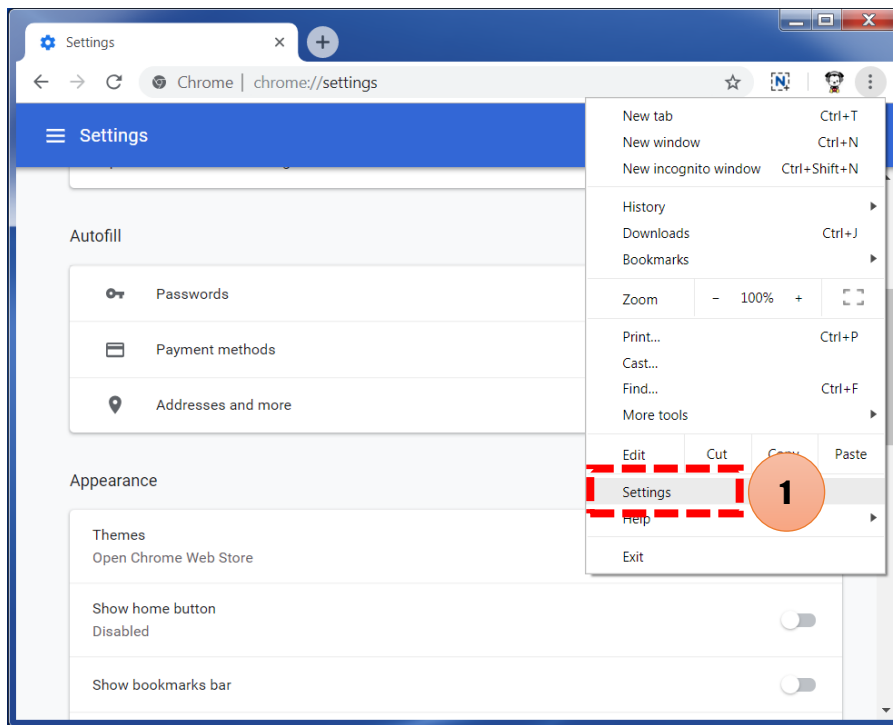 Settings
Chrome | chrome://settings
Settings
Autofill
Passwords
Payment methods
Addresses and more
Appearance
Themes
Open Chrome Web Store
Show home button
Disabled
Show bookmarks bar
New tab Ctrl+T
New window Ctrl+N
New incognito window Ctrl+Shift+N
History
Downloads Ctrl+J
Bookmarks
Zoom - 100% +
Print... Ctrl+P
Cast...
Find... Ctrl+F
More tools
Edit Cut Copy Paste
Settings 1
Help
Exit